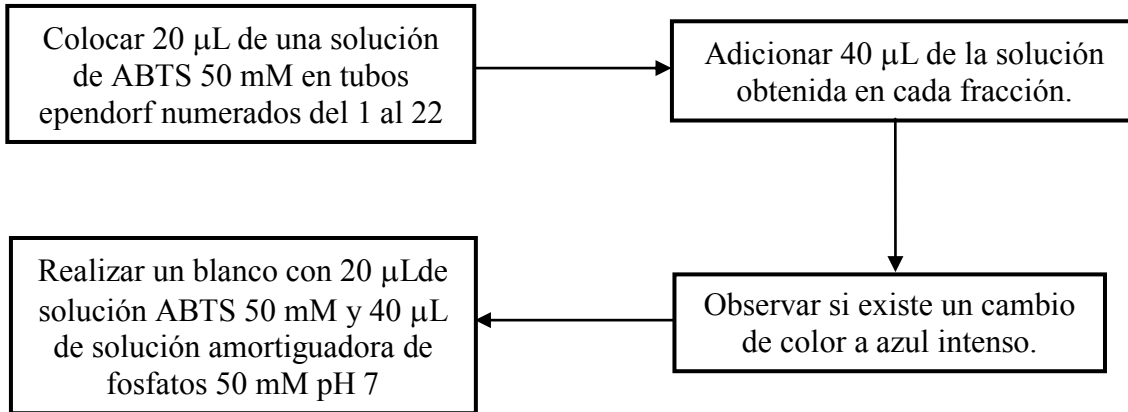 Colocar 20 μL de una solución
de ABTS 50 mM en tubos
ependorf numerados del 1 al 22
Adicionar 40 μL de la solución
obtenida en cada fracción.
Observar si existe un cambio
de color a azul intenso.
Realizar un blanco con 20 μLde
solución ABTS 50 mM y 40 μL
de solución amortiguadora de
fosfatos 50 mM pH 7